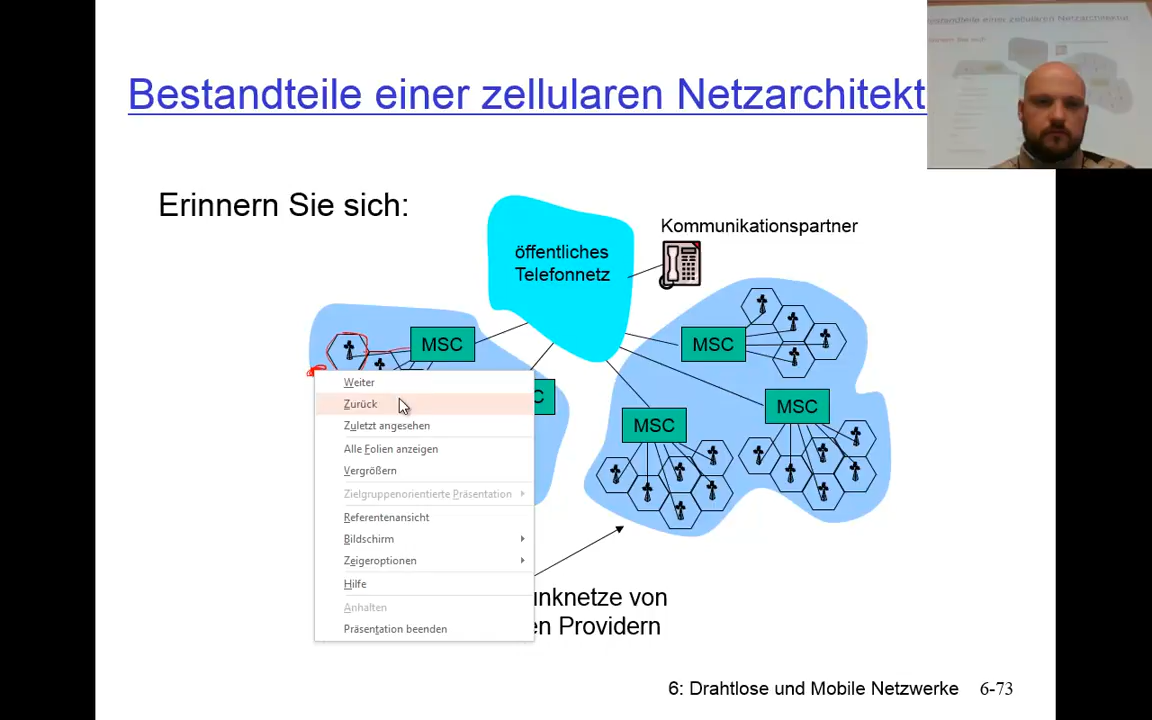 Bestandteile einer zellularen Netzarchitekt
Erinnern Sie sich:
öffentliches
Telefonnetz
Kommunikationspartner
MSC
MSC
C
MSC
MSC
Weiter
Zurück
Zuletzt angesehen
Alle Folien anzeigen
Vergrößern
Zielgruppenorientierte Präsentation
Referentenansicht
Bildschirm
Zeigeroptionen
Hilfe
Anhalten
Präsentation beenden
unknetze von
en Providern
6: Drahtlose und Mobile Netzwerke 6-73